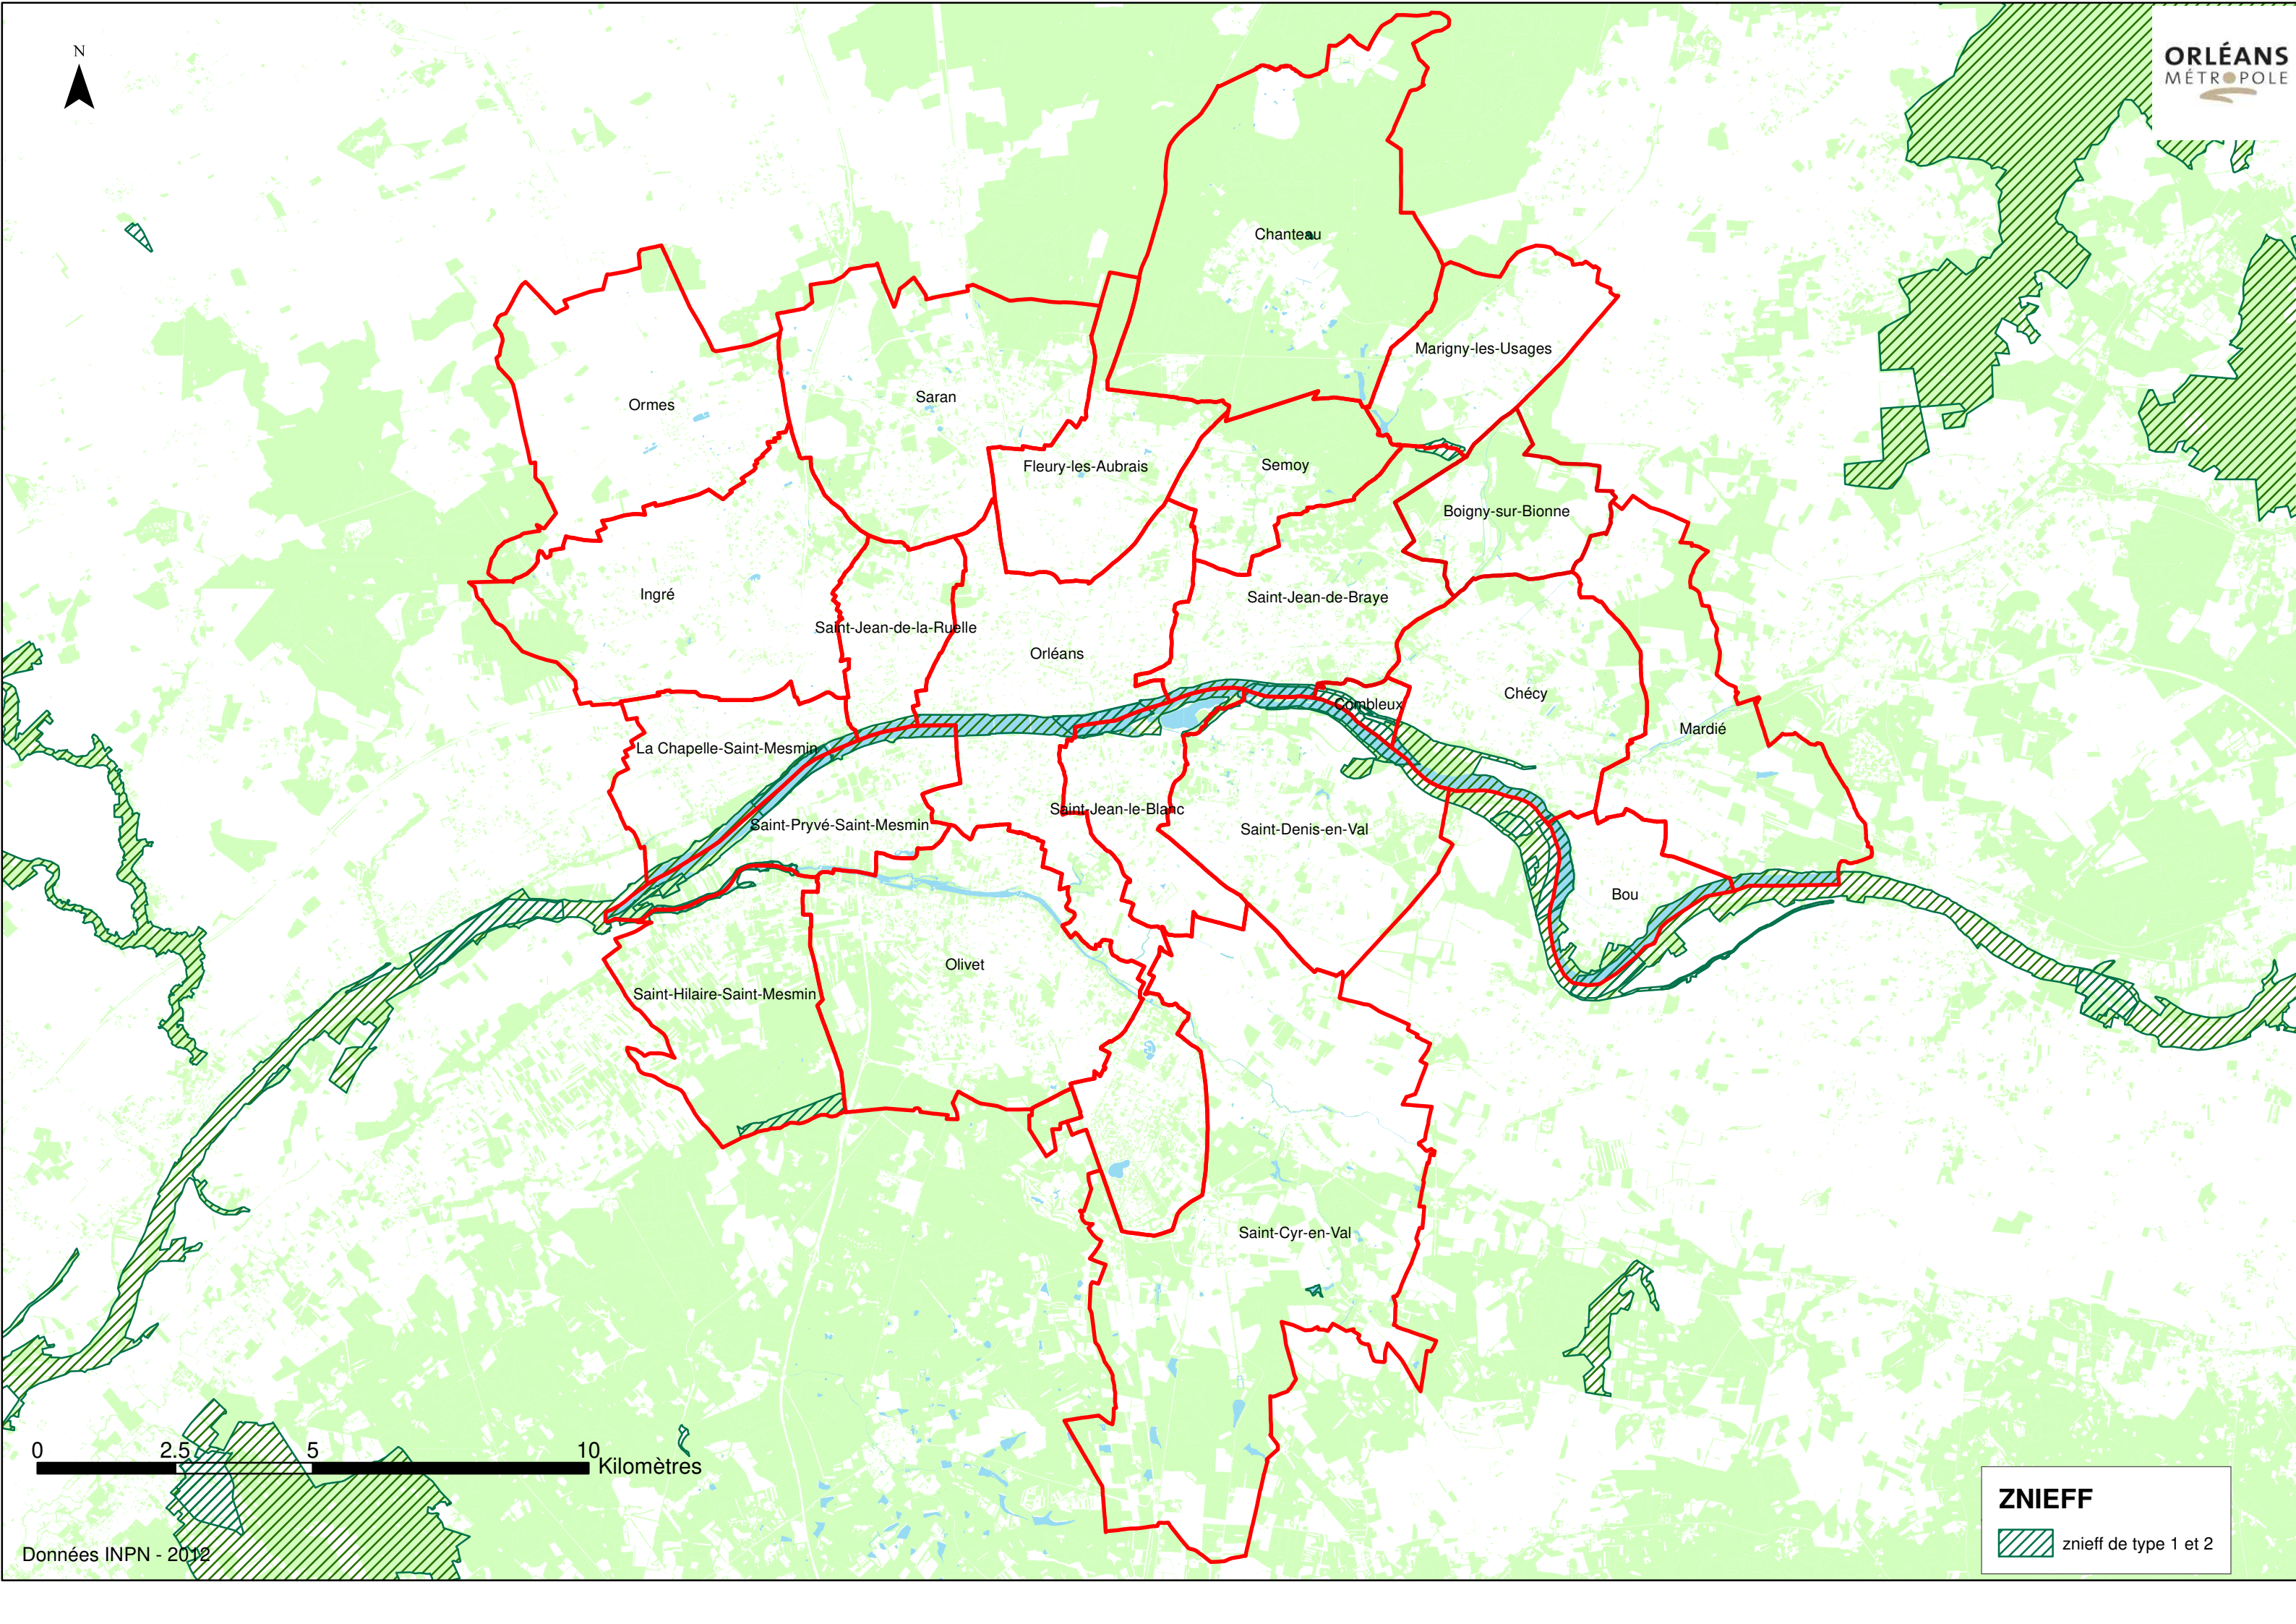 N
ORLÉANS
MÉTROPOLE
Chanteau
Marigny-les-Usages
Ormes
Saran
Fleury-les-Aubrais
Semoy
Boigny-sur-Bionne
Ingré
Saint-Jean-de-Braye
Saint-Jean-de-la-Ruelle
Orléans
Chécy
Combleux
Mardié
La Chapelle-Saint-Mesmin
Saint-Jean-le-Blanc
Saint-Pryvé-Saint-Mesmin
Saint-Denis-en-Val
Bou
Olivet
Saint-Hilaire-Saint-Mesmin
Saint-Cyr-en-Val
0 2.5 5 10
Kilomètres
ZNIEFF
znieff de type 1 et 2
Données INPN - 2012